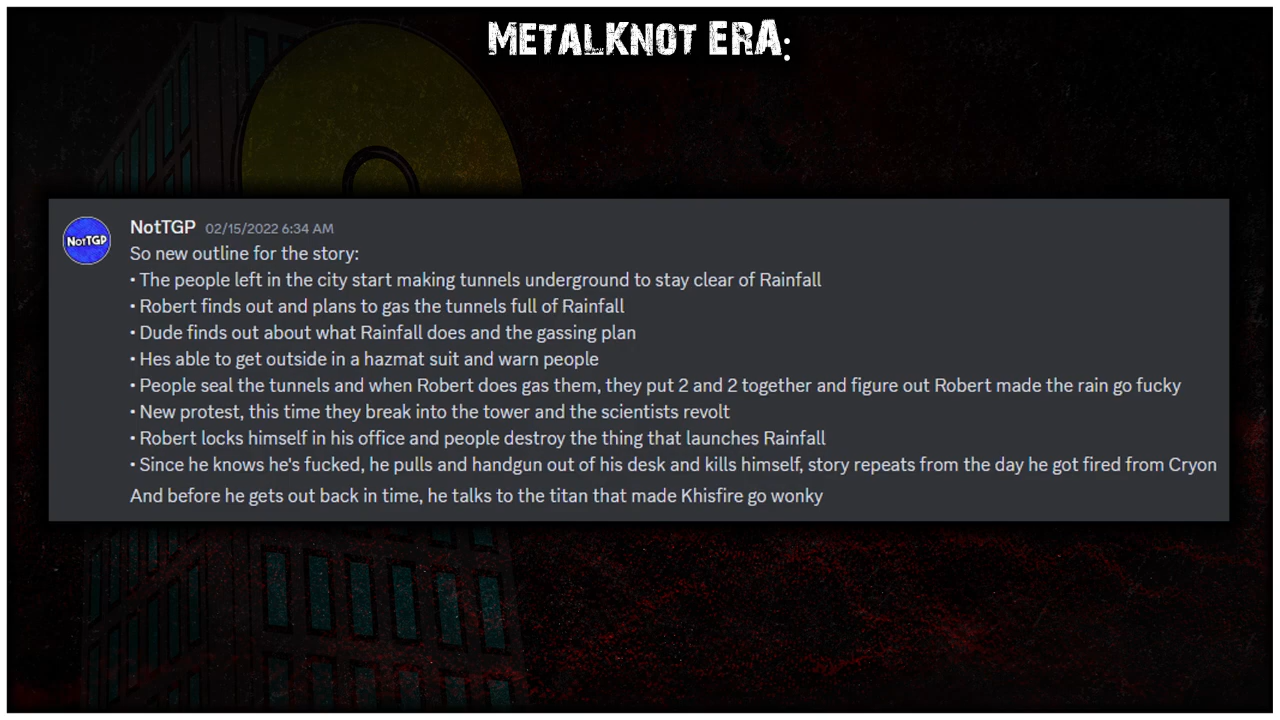 METALKNOT ERA:
NotTGP
NotTGP 02/15/2022 6:34 AM
So new outline for the story:
• The people left in the city start making tunnels underground to stay clear of Rainfall
• Robert finds out and plans to gas the tunnels full of Rainfall
• Dude finds out about what Rainfall does and the gassing plan
• Hes able to get outside in a hazmat suit and warn people
• People seal the tunnels and when Robert does gas them, they put 2 and 2 together and figure out Robert made the rain go fucky
• New protest, this time they break into the tower and the scientists revolt
• Robert locks himself in his office and people destroy the thing that launches Rainfall
• Since he knows he's fucked, he pulls and handgun out of his desk and kills himself, story repeats from the day he got fired from Cryon
And before he gets out back in time, he talks to the titan that made Khisfire go wonky